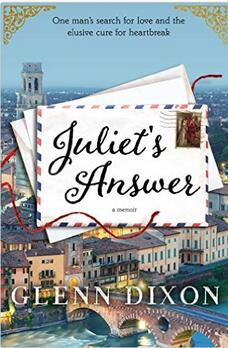 One man's search for love and the
elusive cure for heartbreak
Juliet's
Answer
a memoir
GLENN DIXON